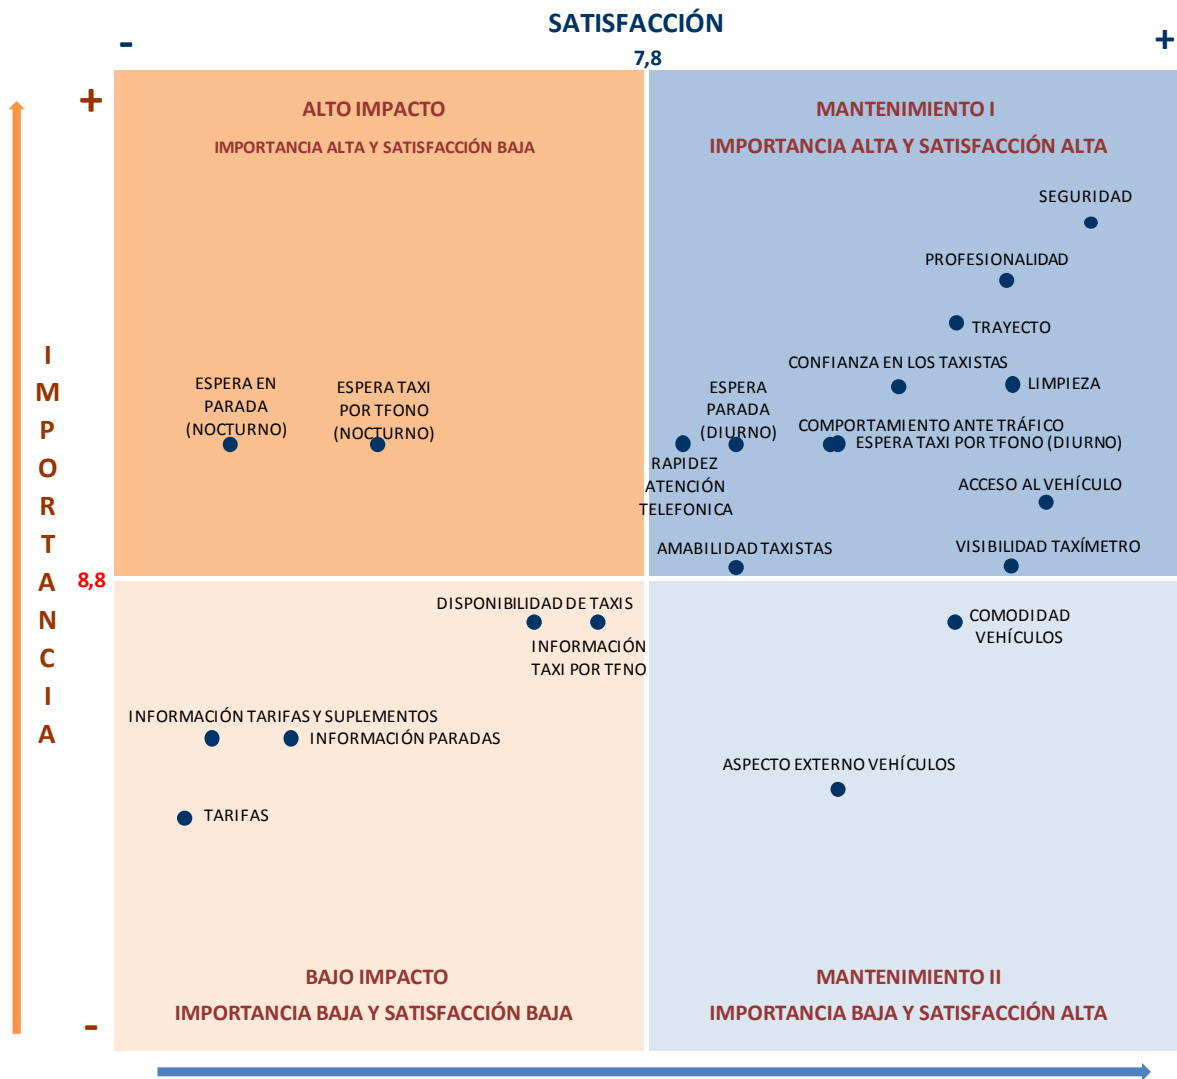 SATISFACCIÓN
-
+
7,8
+
ALTO IMPACTO
IMPORTANCIA ALTA Y SATISFACCIÓN BAJA
MANTENIMIENTO I
IMPORTANCIA ALTA Y SATISFACCIÓN ALTA
SEGURIDAD
PROFESIONALIDAD
TRAYECTO
CONFIANZA EN LOS TAXISTAS
LIMPIEZA
ESPERA EN
PARADA
(NOCTURNO)
ESPERA TAXI
POR TFONO
(NOCTURNO)
ESPERA
PARADA
(DIURNO)
COMPORTAMIENTO ANTE TRÁFICO
ESPERA TAXI POR TFONO (DIURNO)
RAPIDEZ
ATENCIÓN
TELEFONICA
ACCESO AL VEHÍCULO
AMABILIDAD TAXISTAS
VISIBILIDAD TAXÍMETRO
IMPORTANCIA
8,8
DISPONIBILIDAD DE TAXIS
INFORMACIÓN
TAXI POR TFNO
COMODIDAD
VEHÍCULOS
INFORMACIÓN TARIFAS Y SUPLEMENTOS
INFORMACIÓN PARADAS
ASPECTO EXTERNO VEHÍCULOS
TARIFAS
BAJO IMPACTO
IMPORTANCIA BAJA Y SATISFACCIÓN BAJA
MANTENIMIENTO II
IMPORTANCIA BAJA Y SATISFACCIÓN ALTA
-